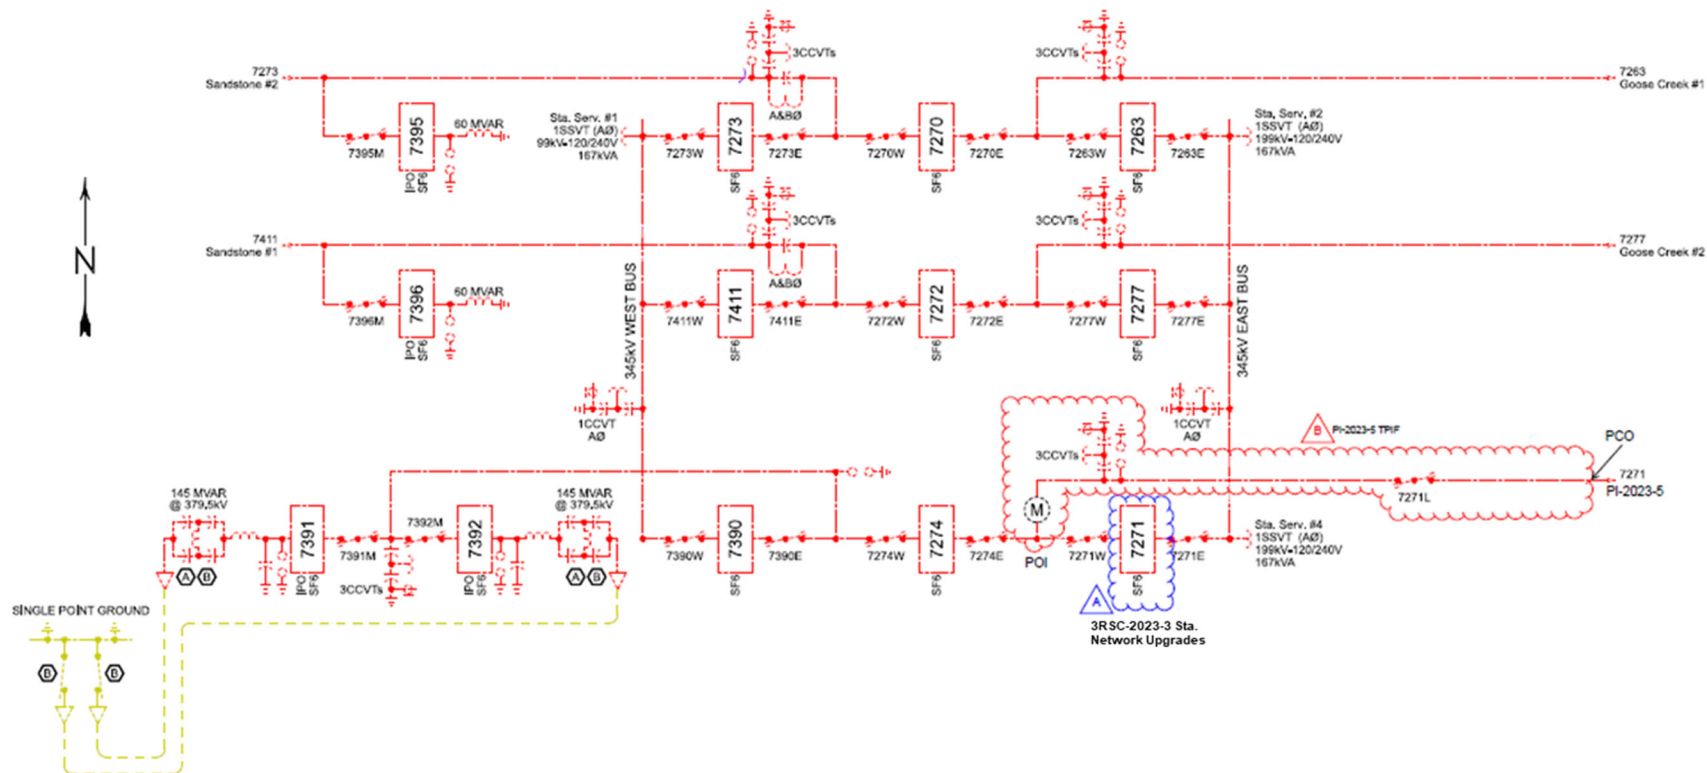 7273
Sandstone #2
3CCVTs
3CCVTs
7263
Goose Creek #1
A&BØ
60 MVAR
7395M
7395
IPO
SF6
Sta. Serv. #1
1SSVT (AØ)
99kV-120/240V
167kVA
7273W
7273
SF6
7273E
7270W
7270
SF6
7270E
7263W
7263
SF6
7263E
Sta. Serv. #2
1SSVT (AØ)
199kV-120/240V
167kVA
N
7411
Sandstone #1
3CCVTs
3CCVTs
7277
Goose Creek #2
A&BØ
60 MVAR
7396M
7396
IPO
SF6
345kV WEST BUS
7411W
7411
SF6
7411E
7272W
7272
SF6
7272E
7277W
7277
SF6
7277E
345kV EAST BUS
1CCVT
AØ
1CCVT
AØ
B
PI-2023-5 TPIF
PCO
3CCVTs
7271L
7271
PI-2023-5
145 MVAR
@ 379.5kV
7391
IPO
SF6
7391M
7392M
7392
IPO
SF6
145 MVAR
@ 379.5kV
A B
3CCVTs
A B
7390W
7390
SF6
7390E
7274W
7274
SF6
7274E
M
POI
7271W
7271
SF6
7271E
Sta. Serv. #4
1SSVT (AØ)
199kV-120/240V
167kVA
A
3RSC-2023-3 Sta.
Network Upgrades
SINGLE POINT GROUND
B
B